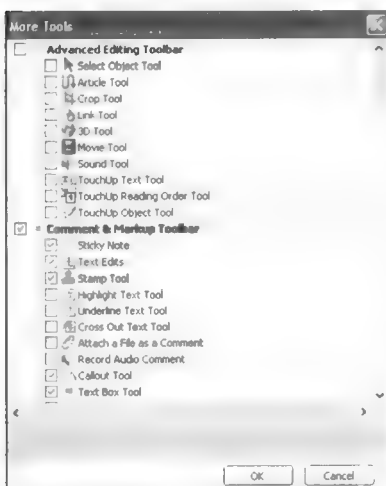 More Tools
Advanced Editing Toolbar
Select Object Tool
Article Tool
Crop Tool
Link Tool
3D Tool
Movie Tool
Sound Tool
TouchUp Text Tool
TouchUp Reading Order Tool
TouchUp Object Tool
Comment & Markup Toolbar
Sticky Note
Text Edits
Stamp Tool
Highlight Text Tool
Underline Text Tool
Cross Out Text Tool
Attach a File as a Comment
Record Audio Comment
Callout Tool
Text Box Tool
OK
Cancel